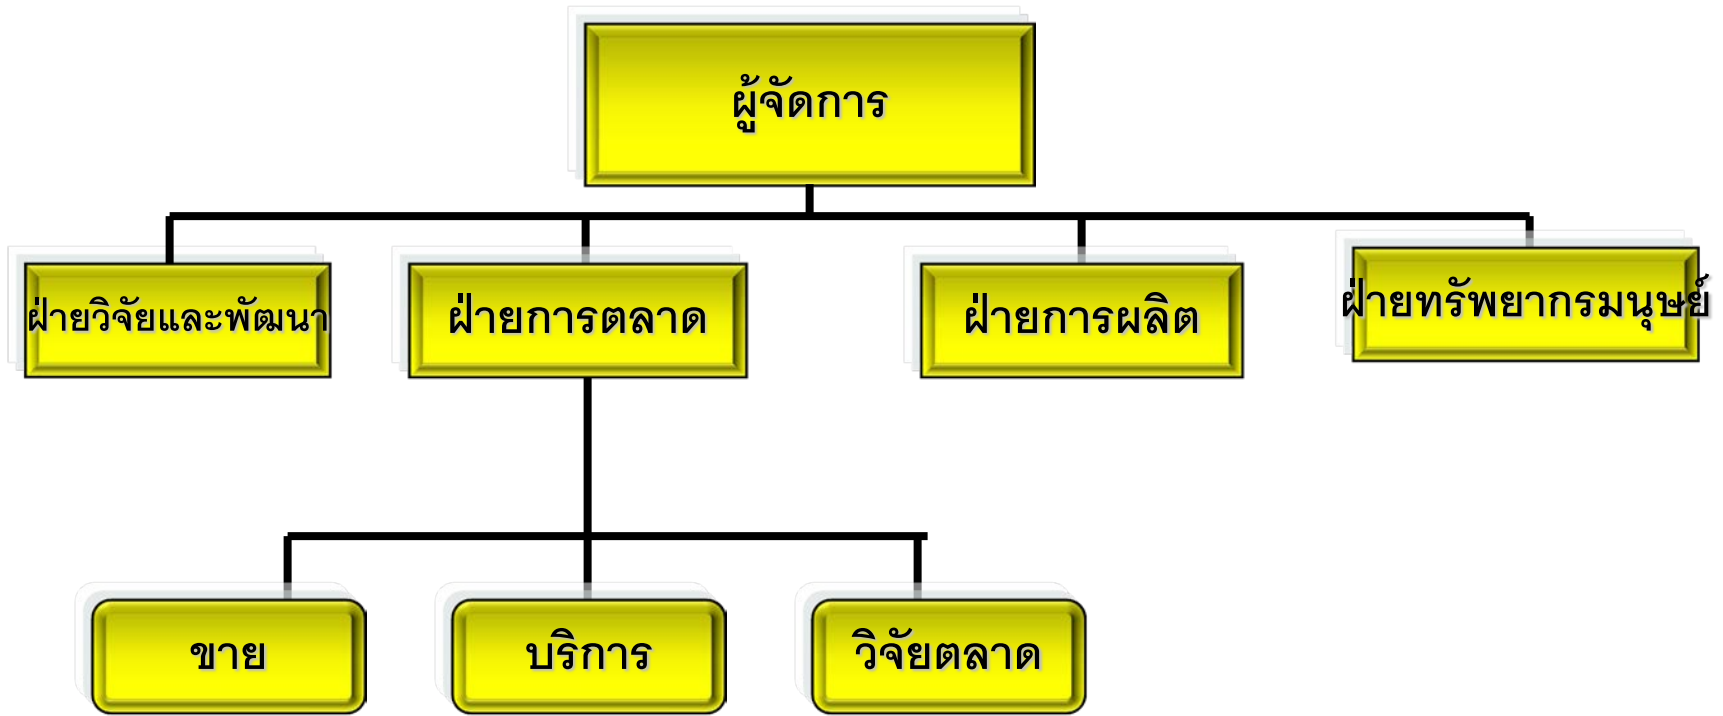 ผู้จัดการ
ฝ่ายวิจัยและพัฒนา
ฝ่ายการตลาด
ฝ่ายการผลิต
ฝ่ายทรัพยากรมนุษย์
ขาย
บริการ
วิจัยตลาด